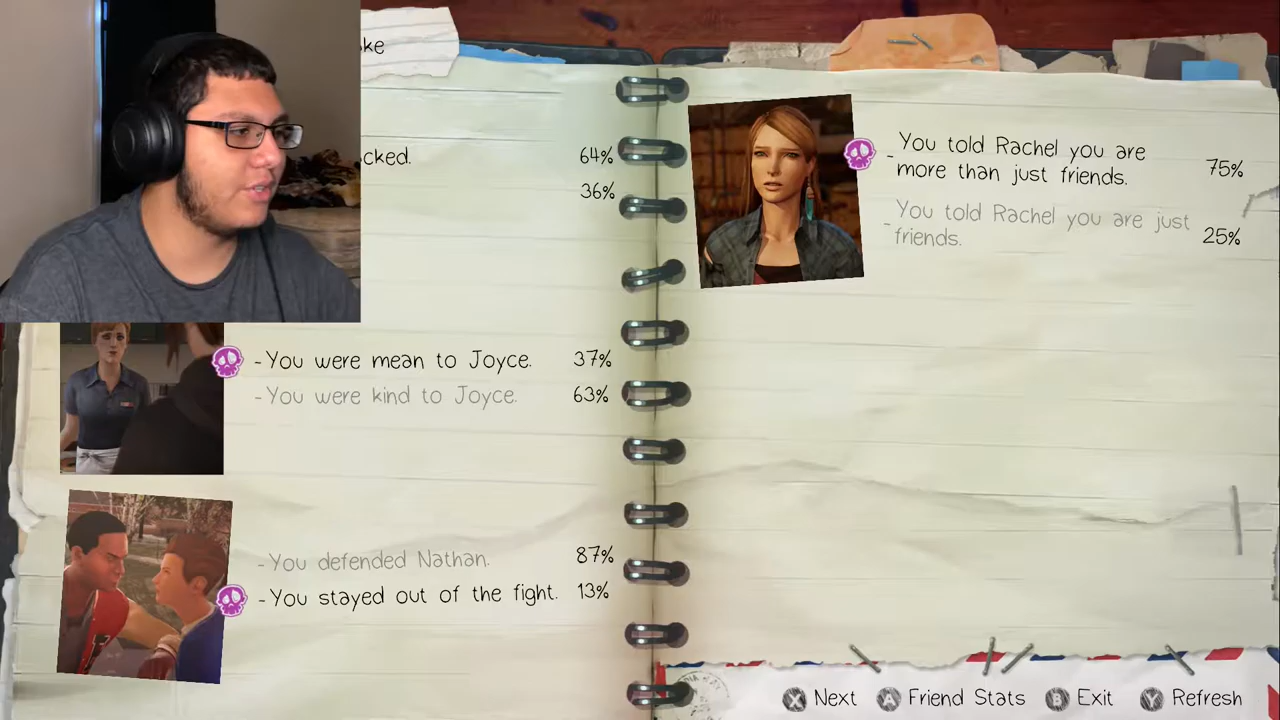 64%
36%
- You were mean to Joyce. 37%
- You were kind to Joyce. 63%
- You defended Nathan. 87%
- You stayed out of the fight. 13%
- You told Rachel you are
more than just friends. 75%
- You told Rachel you are just
friends. 25%
X Next A Friend Stats B Exit Y Refresh